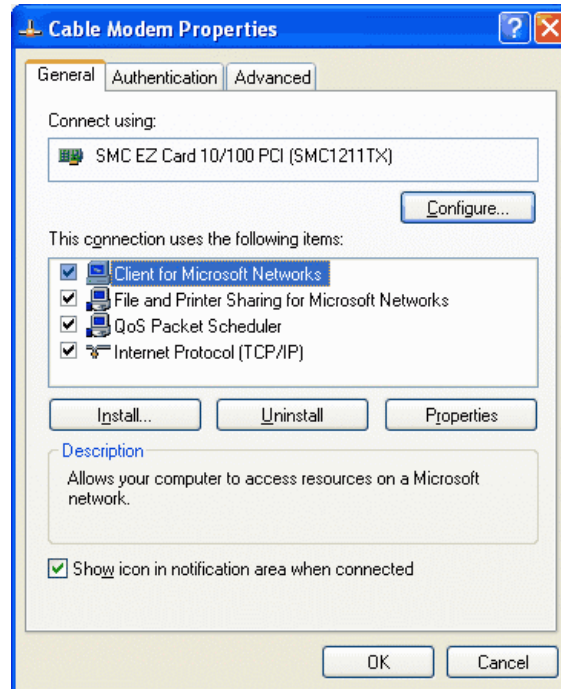 Cable Modem Properties
General Authentication Advanced
Connect using:
SMC EZ Card 10/100 PCI (SMC1211TX)
Configure...
This connection uses the following items:
Client for Microsoft Networks
File and Printer Sharing for Microsoft Networks
QoS Packet Scheduler
Internet Protocol (TCP/IP)
Install... Uninstall Properties
Description
Allows your computer to access resources on a Microsoft
network.
Show icon in notification area when connected
OK Cancel